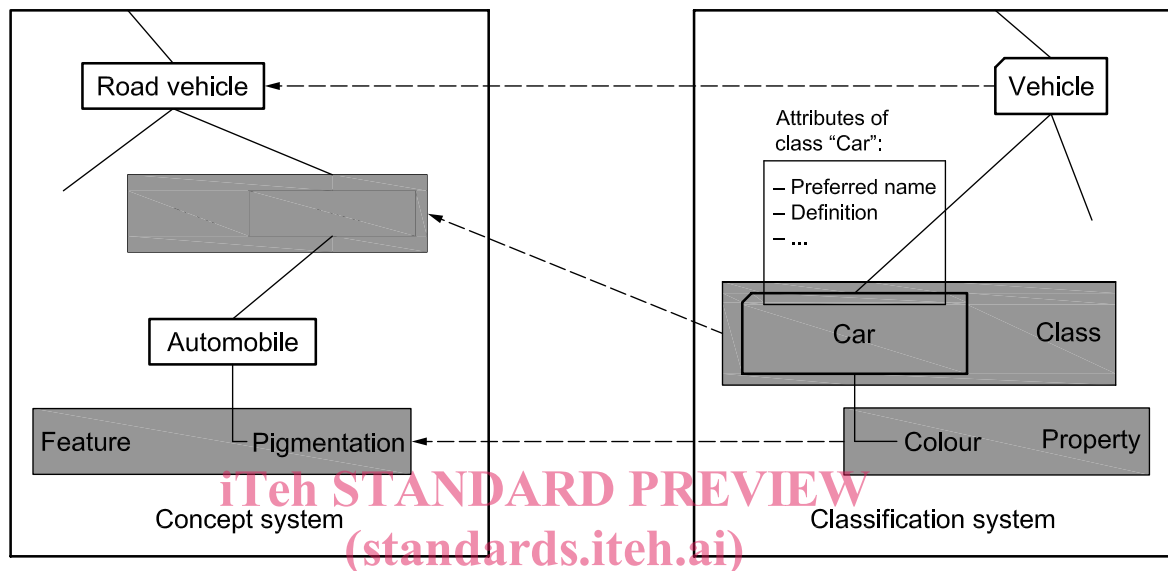 Road vehicle
Automobile
Feature
Pigmentation
Concept system
Vehicle
Attributes of
class “Car”:
– Preferred name
– Definition
– ...
Car
Class
Colour
Property
Classification system
iTeh STANDARD PREVIEW
(standards.iteh.ai)